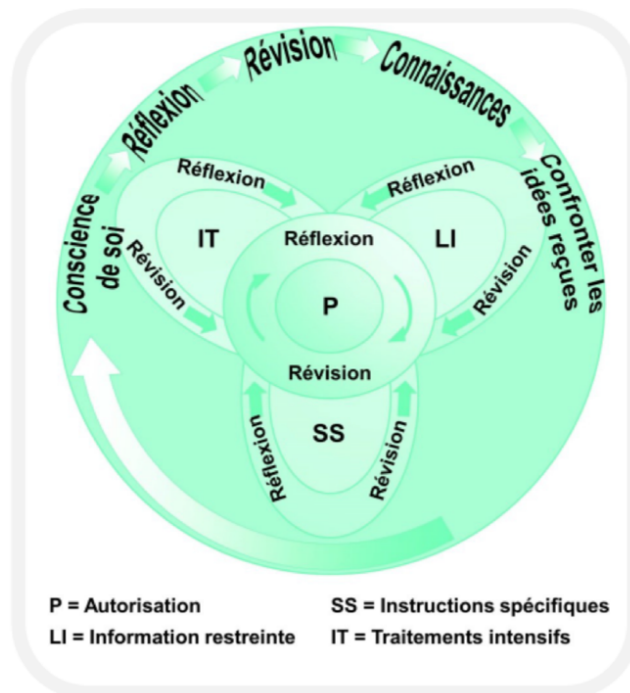 Conscience
de soi
Réflexion
Révision
Connaissances
Confronter les
idées reçues
Réflexion
Révision
IT
Réflexion
Révision
LI
Réflexion
P
Révision
SS
Réflexion
Révision
P = Autorisation
SS = Instructions spécifiques
LI = Information restreinte
IT = Traitements intensifs